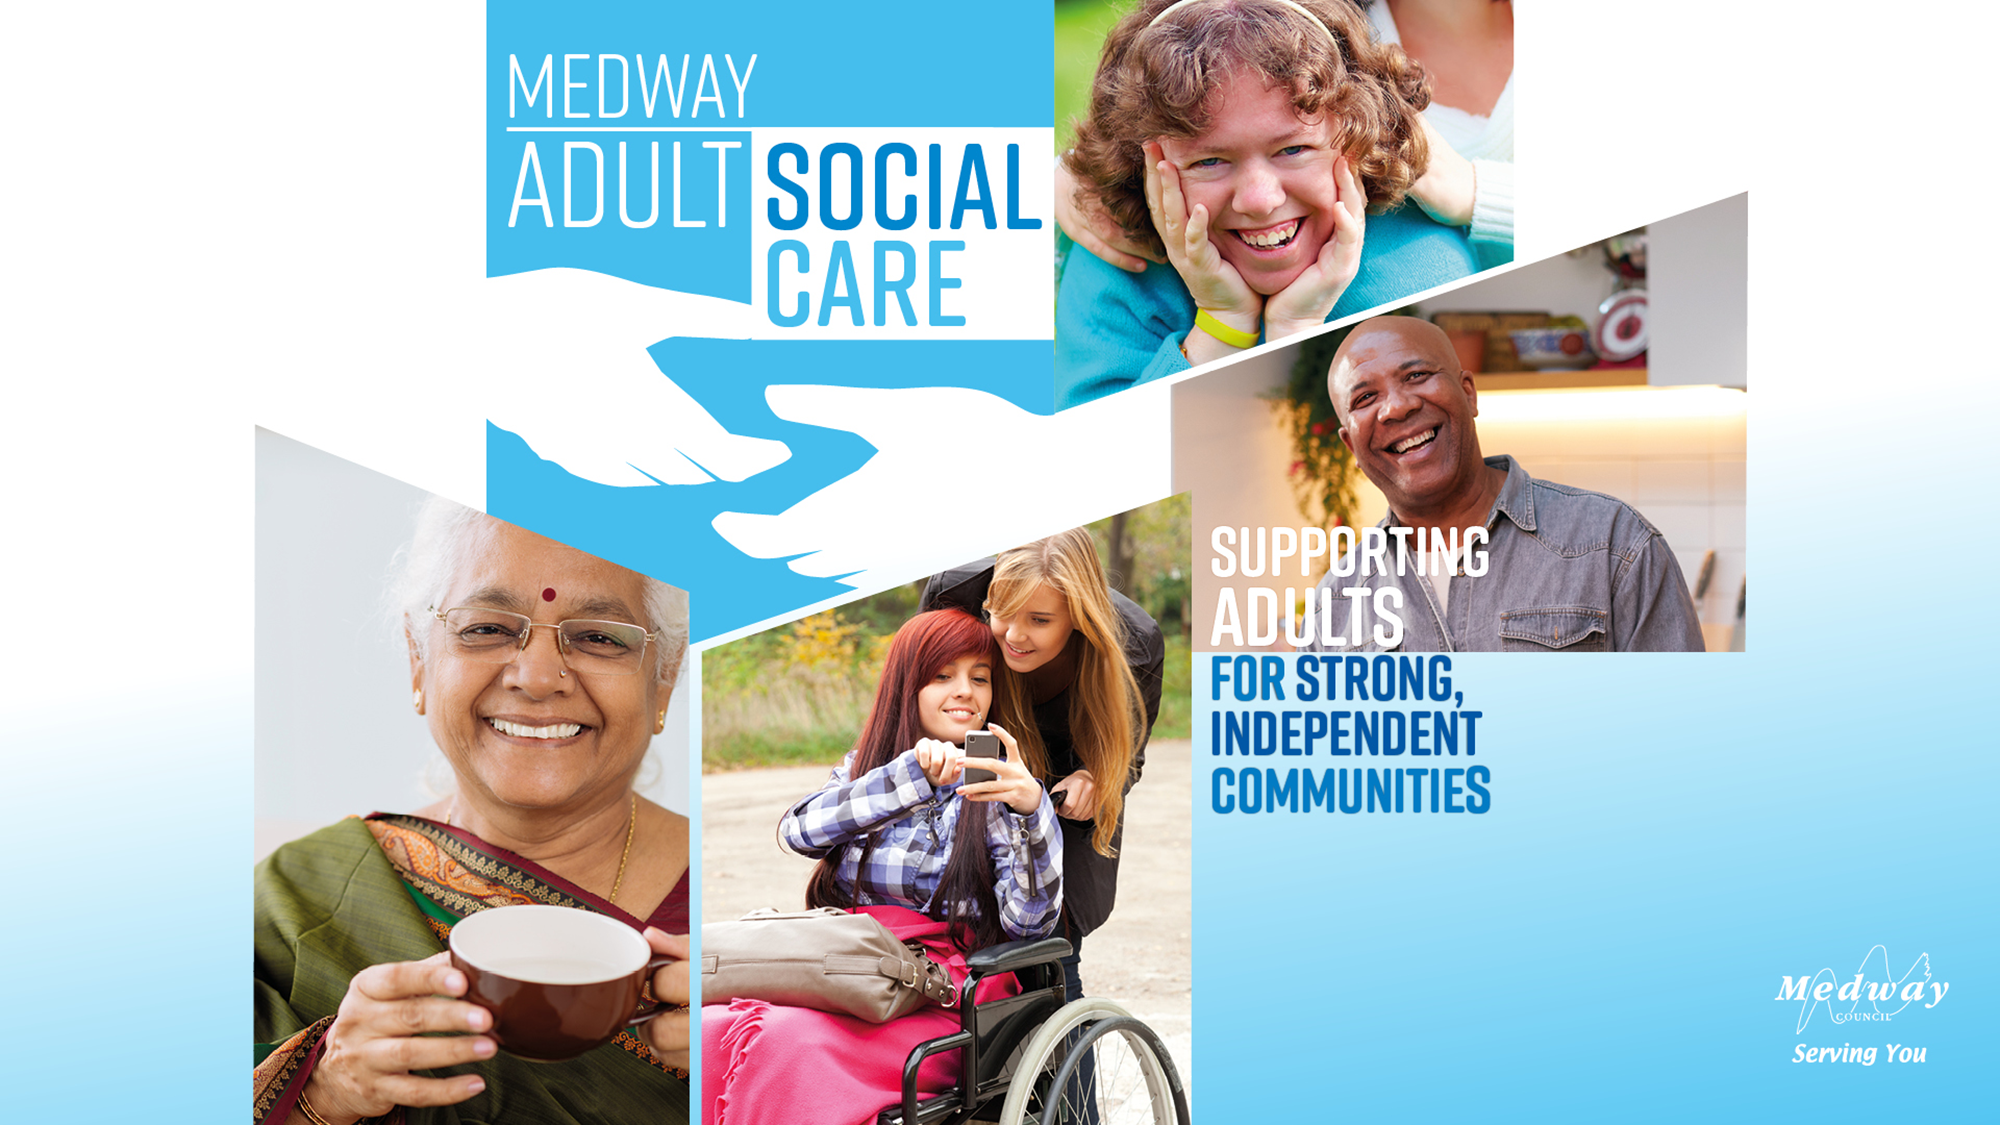 MEDWAY
ADULT SOCIAL
CARE
SUPPORTING
ADULTS
FOR STRONG,
INDEPENDENT
COMMUNITIES
Medway
COUNCIL
Serving You